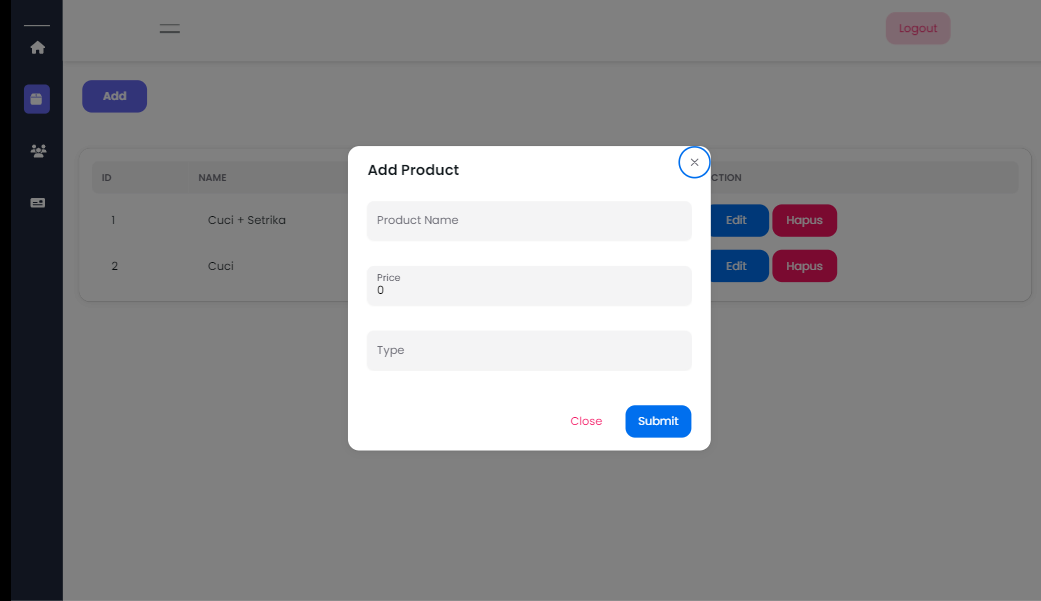 Logout
Add
Add Product
ID NAME CTION
Product Name
1 Cuci + Setrika Edit Hapus
2 Cuci Edit Hapus
Price
0
Type
Close Submit